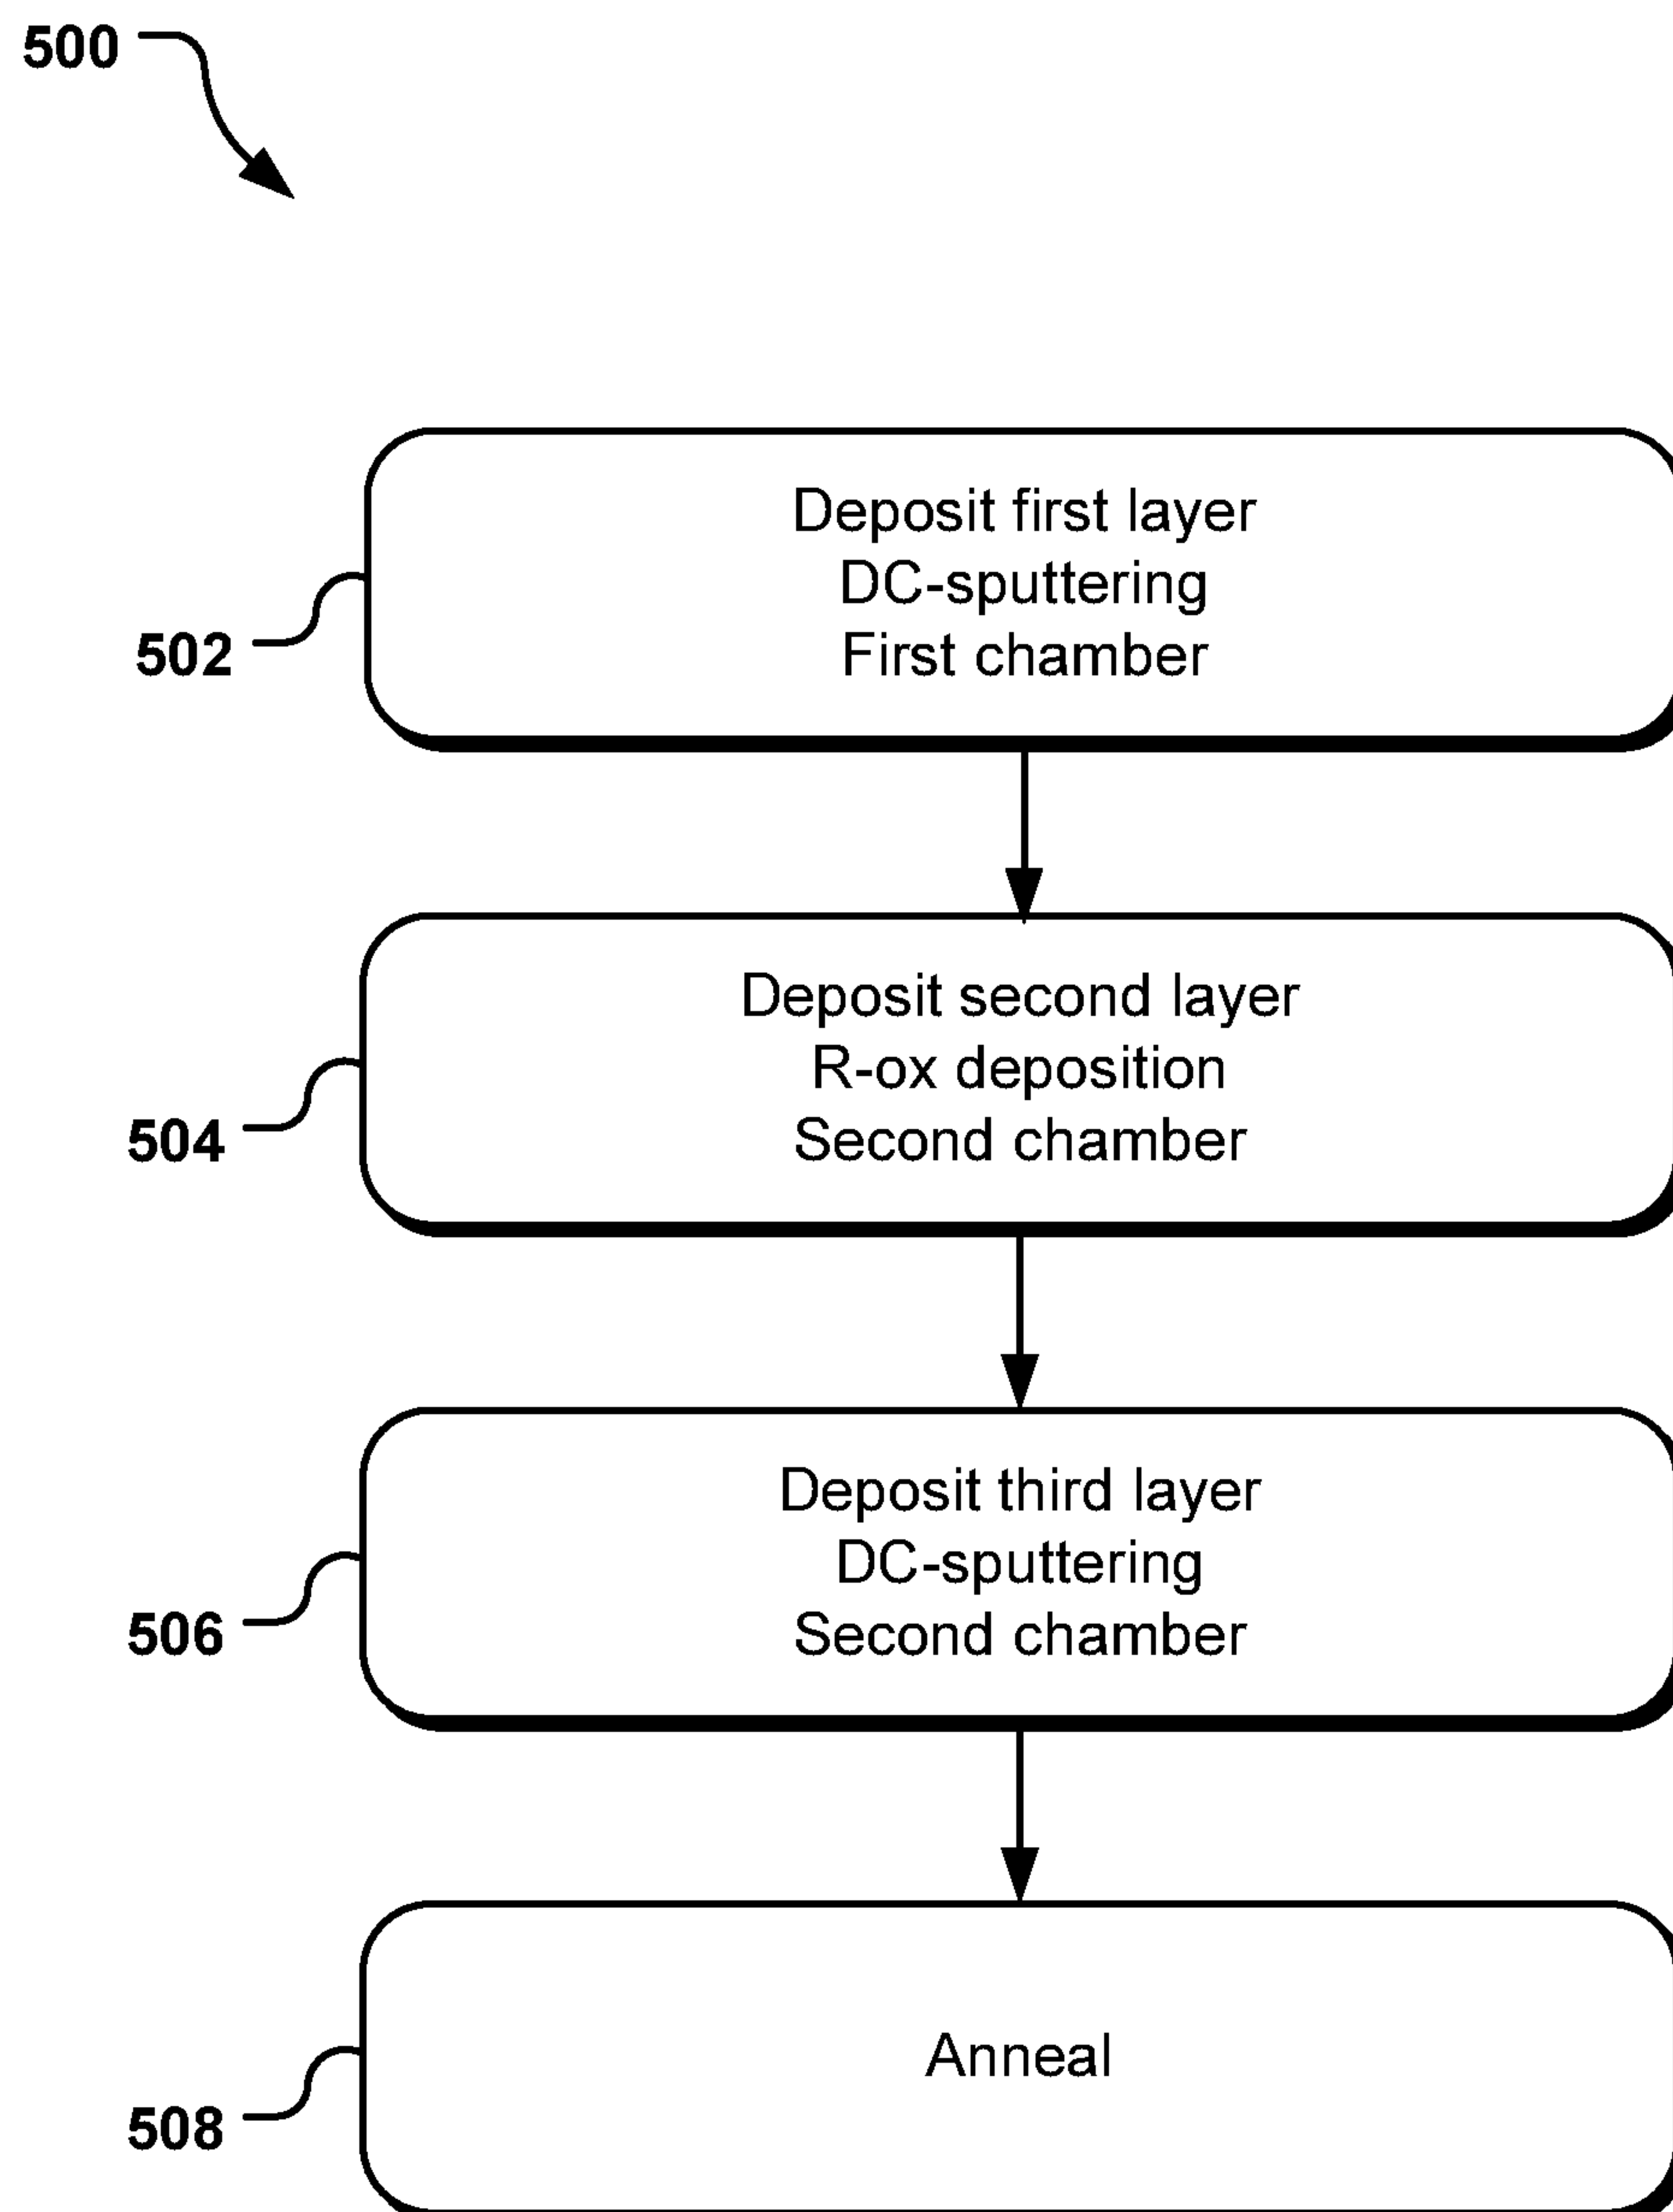 500
Deposit first layer
DC-sputtering
First chamber
502
Deposit second layer
R-ox deposition
Second chamber
504
Deposit third layer
DC-sputtering
Second chamber
506
Anneal
508